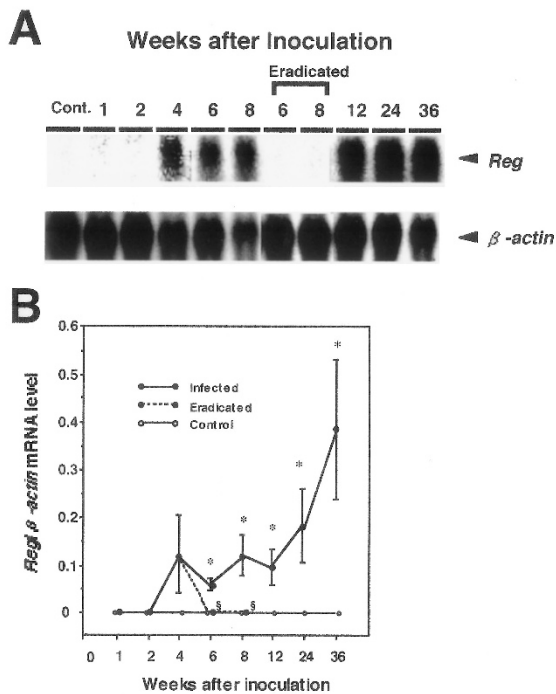 A
Weeks after Inoculation
Eradicated
Cont. 1 2 4 6 8 6 8 12 24 36
Reg
β-actin
B
0.6
0.5
0.4
0.3
0.2
0.1
0
Reg/β-actin mRNA level
Infected
Eradicated
Control
*
*
*
*
*
§ §
0 1 2 4 6 8 12 24 36
Weeks after inoculation